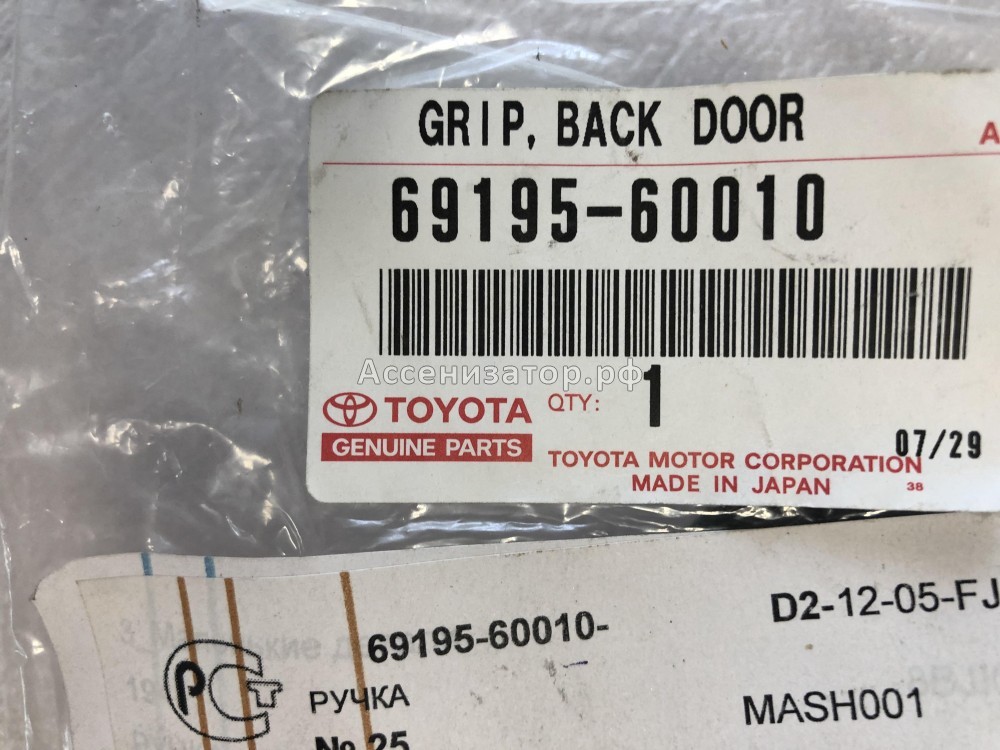 GRIP, BACK DOOR
A
69195-60010
Ассенизатор.рф
TOYOTA QTY: 1
GENUINE PARTS
07/29
TOYOTA MOTOR CORPORATION
MADE IN JAPAN 38
D2-12-05-FJ
69195-60010-
РСТ
РУЧКА
MASH001
№ 25